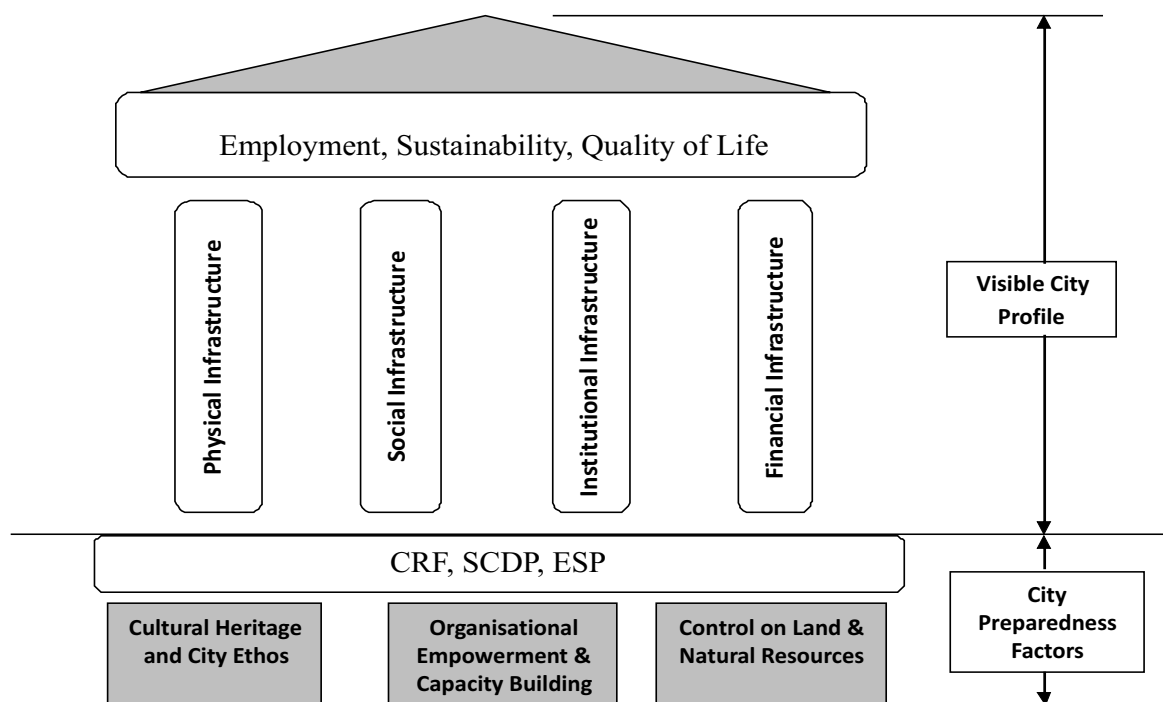 Employment, Sustainability, Quality of Life
Physical Infrastructure
Social Infrastructure
Institutional Infrastructure
Financial Infrastructure
Visible City
Profile
CRF, SCDP, ESP
Cultural Heritage
and City Ethos
Organisational
Empowerment &
Capacity Building
Control on Land &
Natural Resources
City
Preparedness
Factors